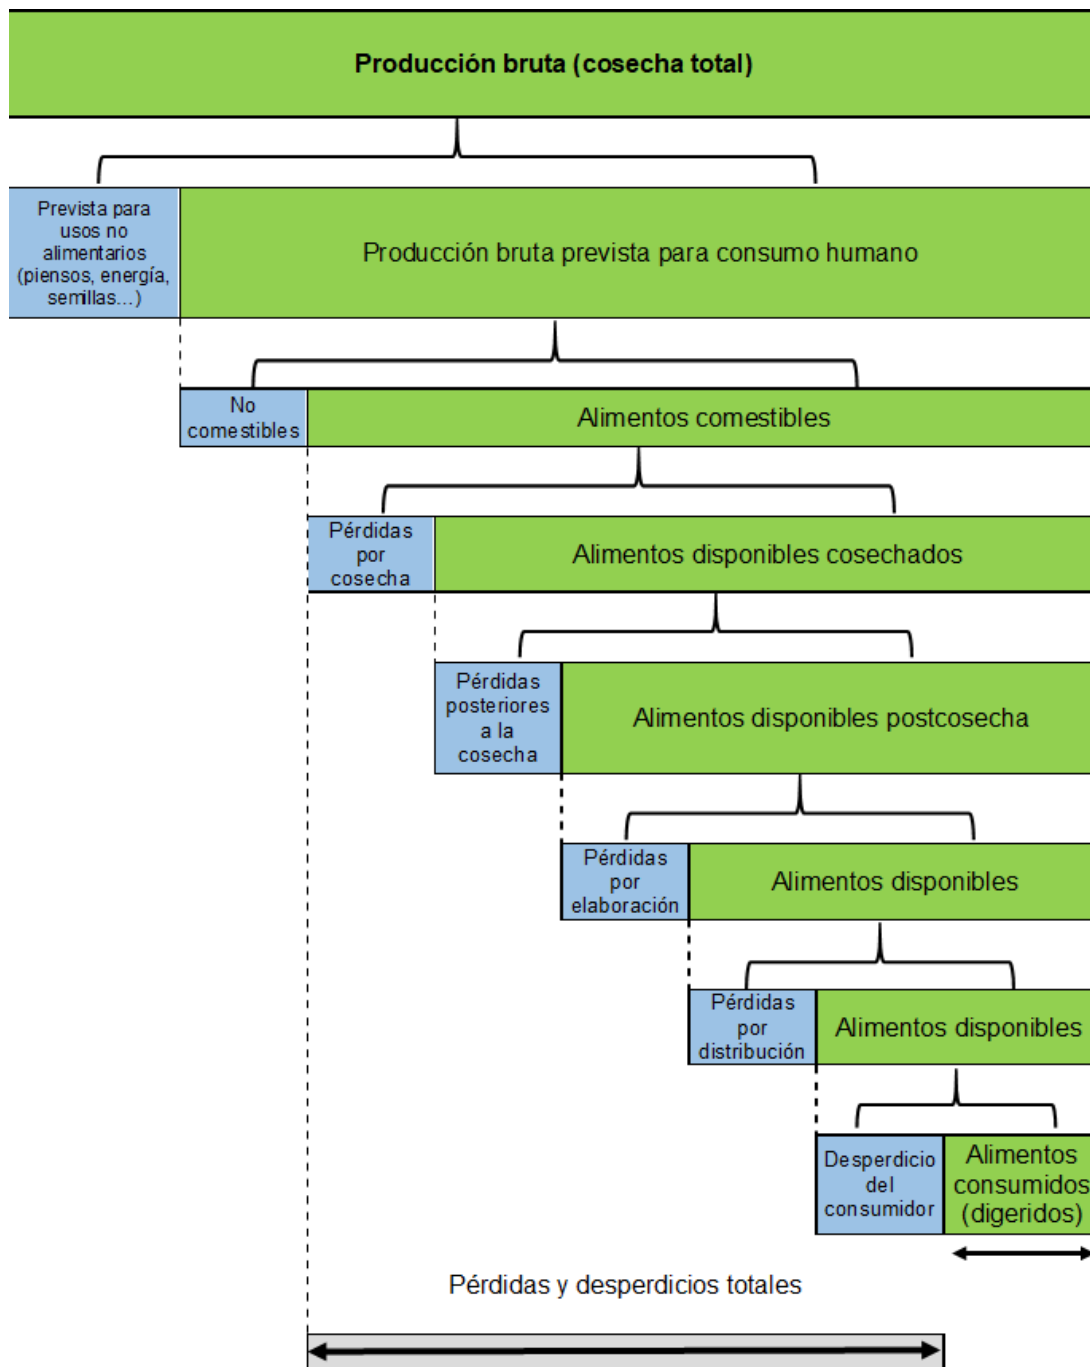 Producción bruta (cosecha total)
Prevista para
usos no
alimentarios
(piensos, energía,
semillas...)
Producción bruta prevista para consumo humano
No
comestibles
Alimentos comestibles
Pérdidas
por
cosecha
Alimentos disponibles cosechados
Pérdidas
posteriores
a la
cosecha
Alimentos disponibles postcosecha
Pérdidas
por
elaboración
Alimentos disponibles
Pérdidas
por
distribución
Alimentos disponibles
Desperdicio
del
consumidor
Alimentos
consumidos
(digeridos)
Pérdidas y desperdicios totales